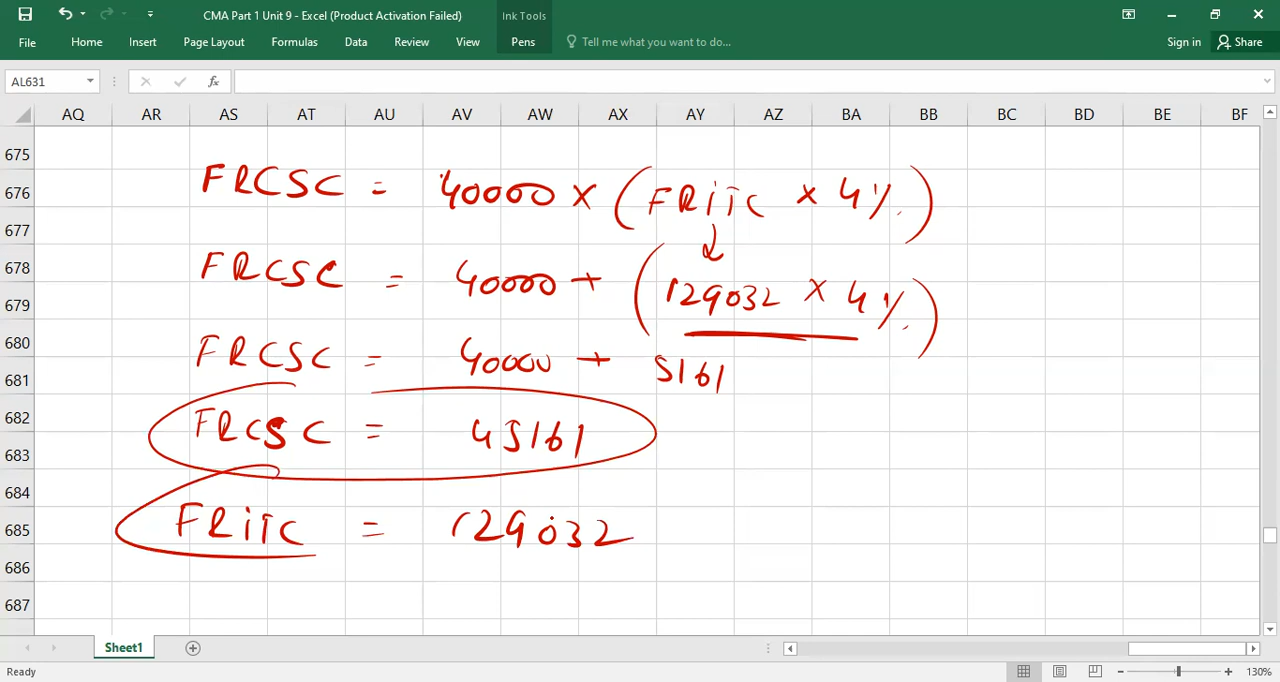 CMA Part 1 Unit 9 - Excel (Product Activation Failed) Ink Tools
File Home Insert Page Layout Formulas Data Review View Pens Tell me what you want to do... Sign in Share
AL631 fx
AQ AR AS AT AU AV AW AX AY AZ BA BB BC BD BE BF
675
676 FRCSC = 40000 × (FRITC × 4%)
677
678 FRCSC = 40000 + (129032 × 4%)
679
680 FRCSC = 40000 + 5161
681
682 FRCSC = 45161
683
684
685 FRITC = 129032
686
687
Sheet1
Ready 130%